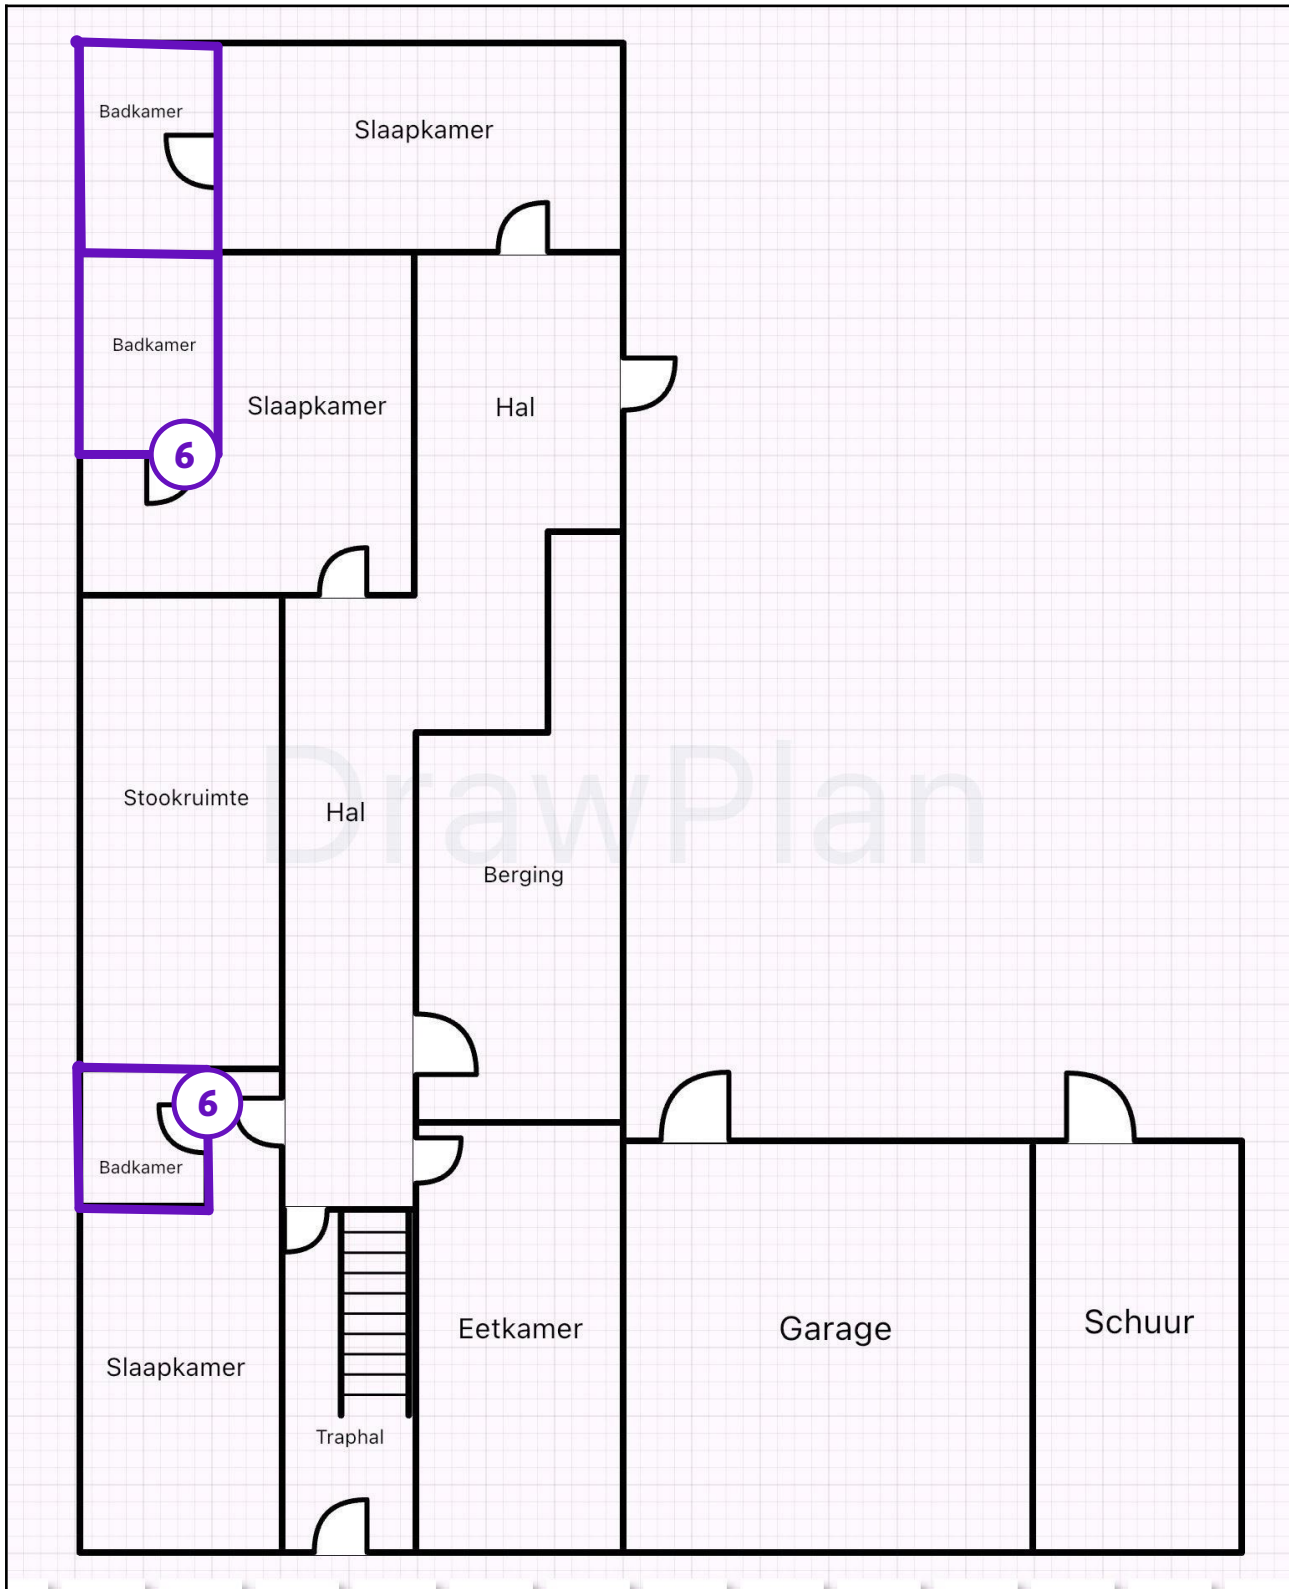 Badkamer
Slaapkamer
Badkamer
Slaapkamer
Hal
6
DrawPlan
Stookruimte
Hal
Berging
6
Badkamer
Slaapkamer
Eetkamer
Garage
Schuur
Traphal